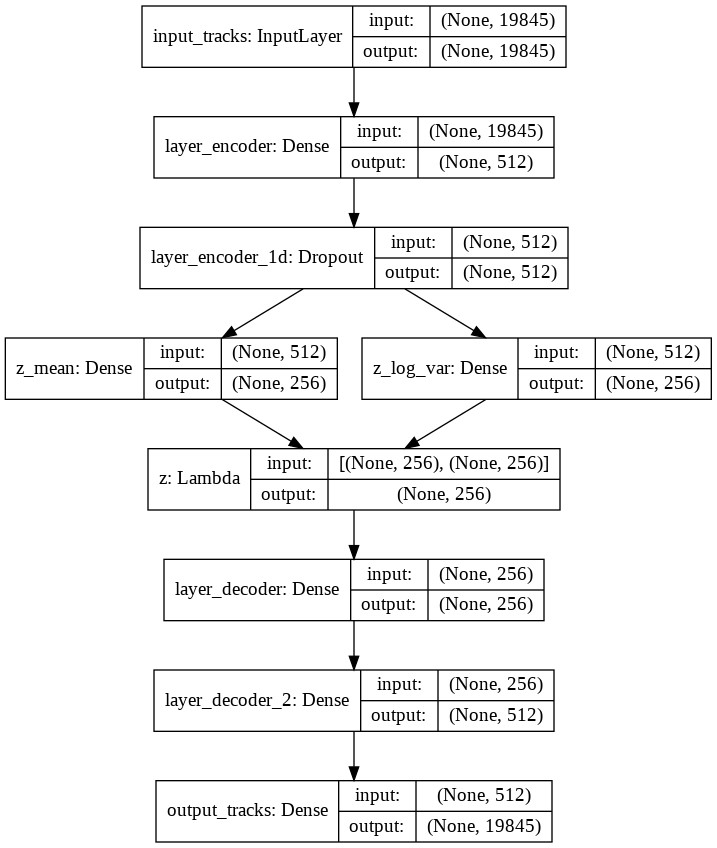 input_tracks: InputLayer
input: (None, 19845)
output: (None, 19845)
layer_encoder: Dense
input: (None, 19845)
output: (None, 512)
layer_encoder_1d: Dropout
input: (None, 512)
output: (None, 512)
z_mean: Dense
input: (None, 512)
output: (None, 256)
z_log_var: Dense
input: (None, 512)
output: (None, 256)
z: Lambda
input: [(None, 256), (None, 256)]
output: (None, 256)
layer_decoder: Dense
input: (None, 256)
output: (None, 256)
layer_decoder_2: Dense
input: (None, 256)
output: (None, 512)
output_tracks: Dense
input: (None, 512)
output: (None, 19845)